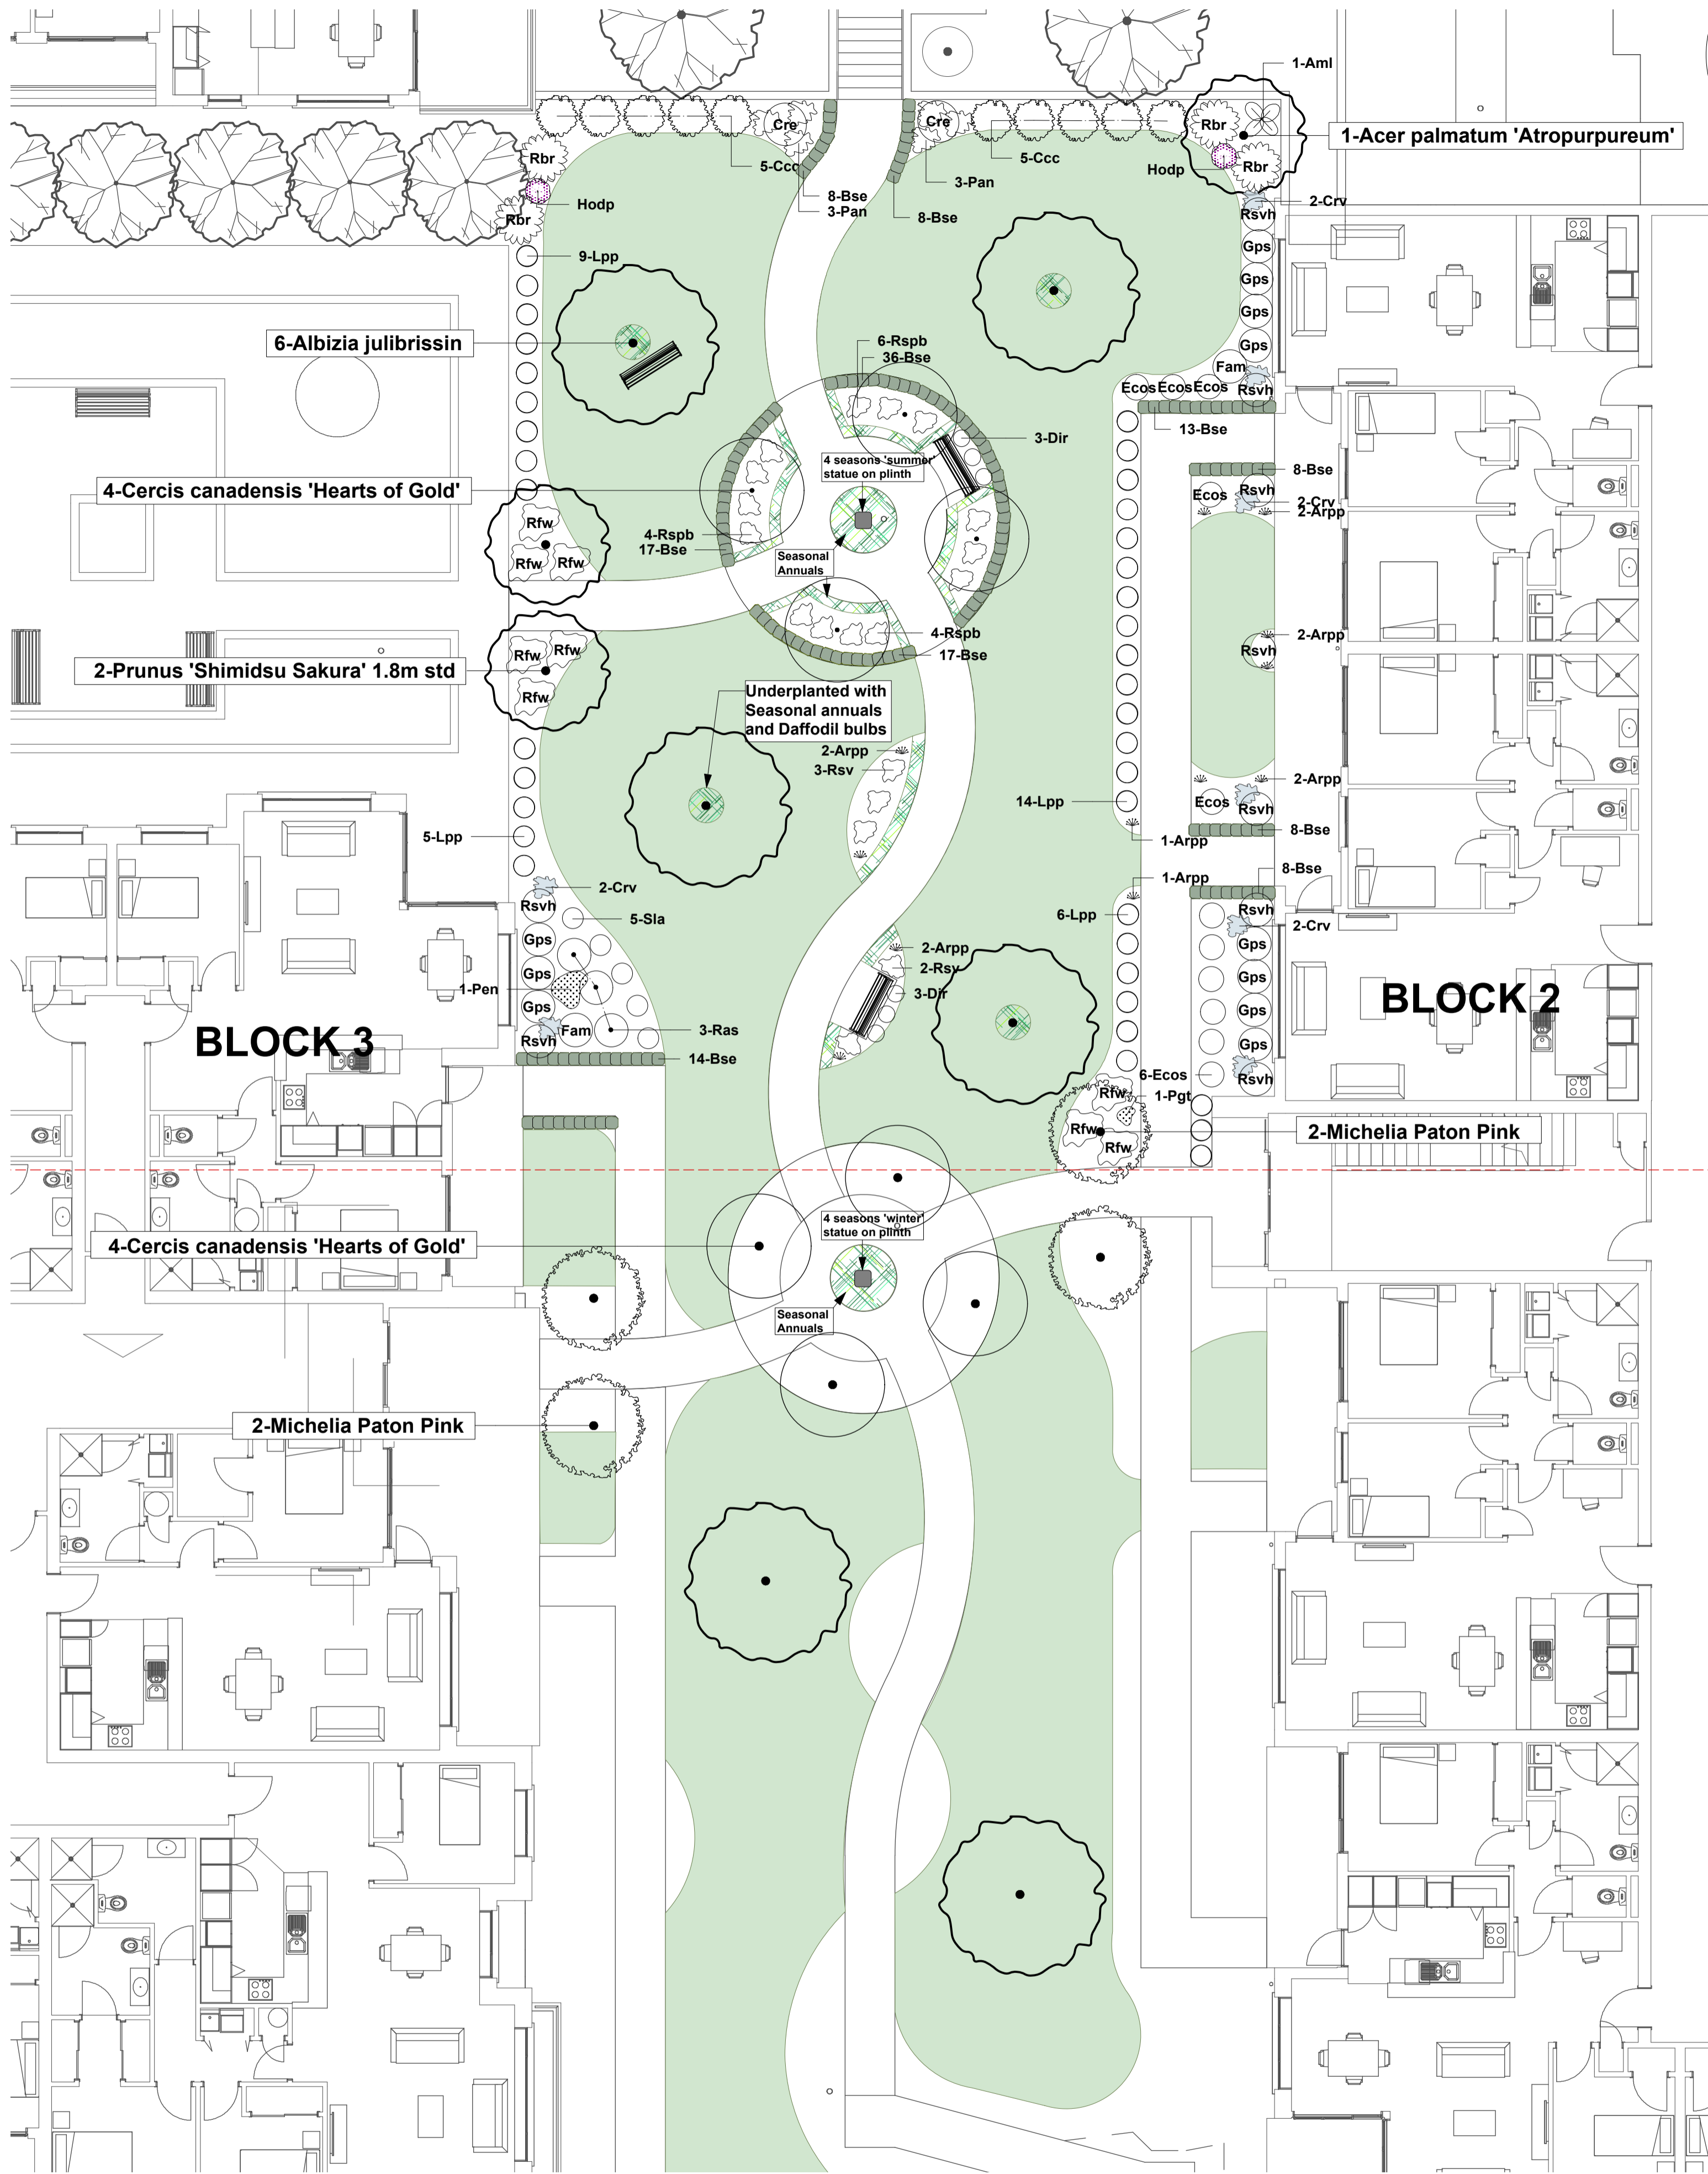 1-Aml
1-Acer palmatum 'Atropurpureum'
Cre
Cre
Rbr
Rbr
Rbr
Rbr
5-Ccc
5-Ccc
Hodp
Hodp
3-Pan
8-Bse
3-Pan
8-Bse
2-Crv
Rsvh
Gps
Gps
Gps
Gps
9-Lpp
6-Albizia julibrissin
6-Rspb
36-Bse
Fam
Ecos
Ecos
Ecos
Rsvh
13-Bse
3-Dir
4 seasons 'summer'
statue on plinth
8-Bse
4-Cercis canadensis 'Hearts of Gold'
Ecos
Rsvh
2-Crv
2-Arpp
Rfw
Rfw
Rfw
4-Rspb
17-Bse
Seasonal
Annuals
4-Rspb
17-Bse
2-Arpp
Rsvh
Rfw
Rfw
Rfw
2-Prunus 'Shimidsu Sakura' 1.8m std
Underplanted with
Seasonal annuals
and Daffodil bulbs
2-Arpp
3-Rsv
2-Arpp
14-Lpp
Ecos
Rsvh
5-Lpp
8-Bse
1-Arpp
8-Bse
1-Arpp
2-Crv
Rsvh
5-Sla
6-Lpp
Rsvh
2-Crv
Gps
Gps
Gps
2-Arpp
2-Rsv
3-Dir
Gps
Gps
Gps
Gps
1-Pen
BLOCK 2
Fam
Rsvh
3-Ras
BLOCK 3
14-Bse
6-Ecos
Rsvh
1-Pgt
Rfw
Rfw
Rfw
2-Michelia Paton Pink
4 seasons 'winter'
statue on plinth
4-Cercis canadensis 'Hearts of Gold'
Seasonal
Annuals
2-Michelia Paton Pink